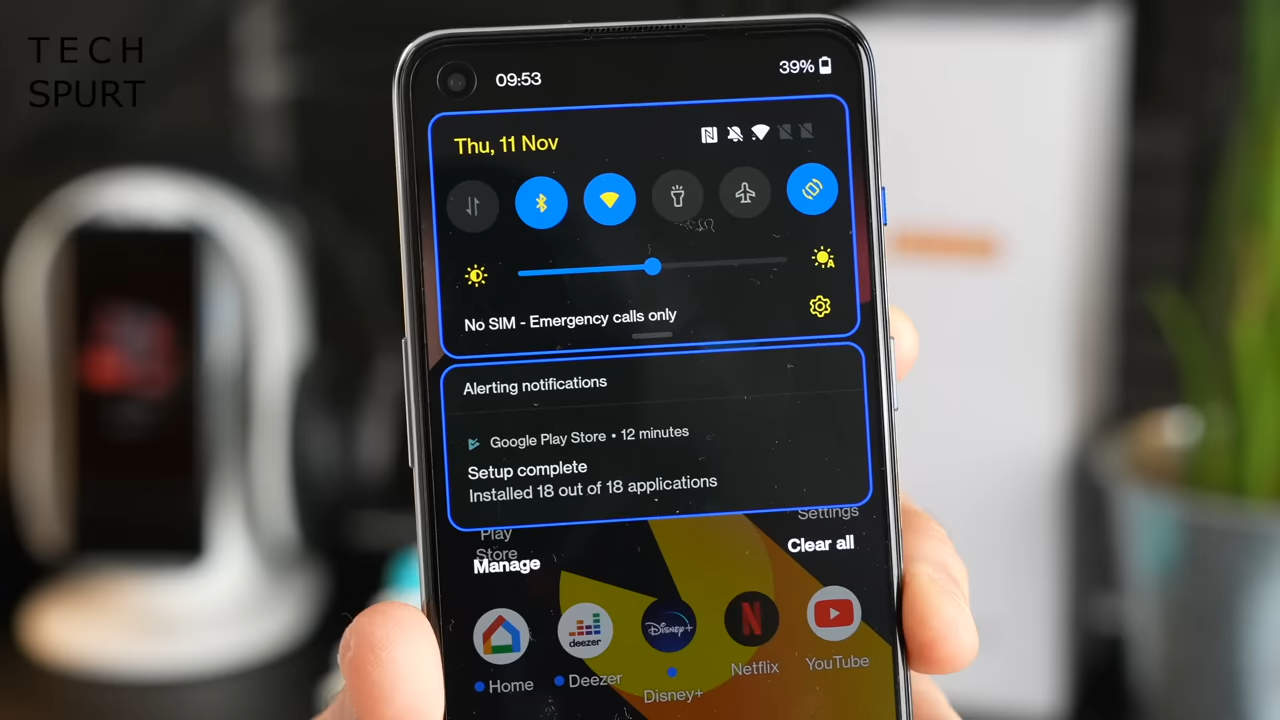 TECH
SPURT
09:53
39%
Thu, 11 Nov
A
No SIM - Emergency calls only
Alerting notifications
Google Play Store • 12 minutes
Setup complete
Installed 18 out of 18 applications
Play
Store
Settings
Manage
Clear all
deezer
Disney+
N
Home
Deezer
Disney+
Netflix
YouTube